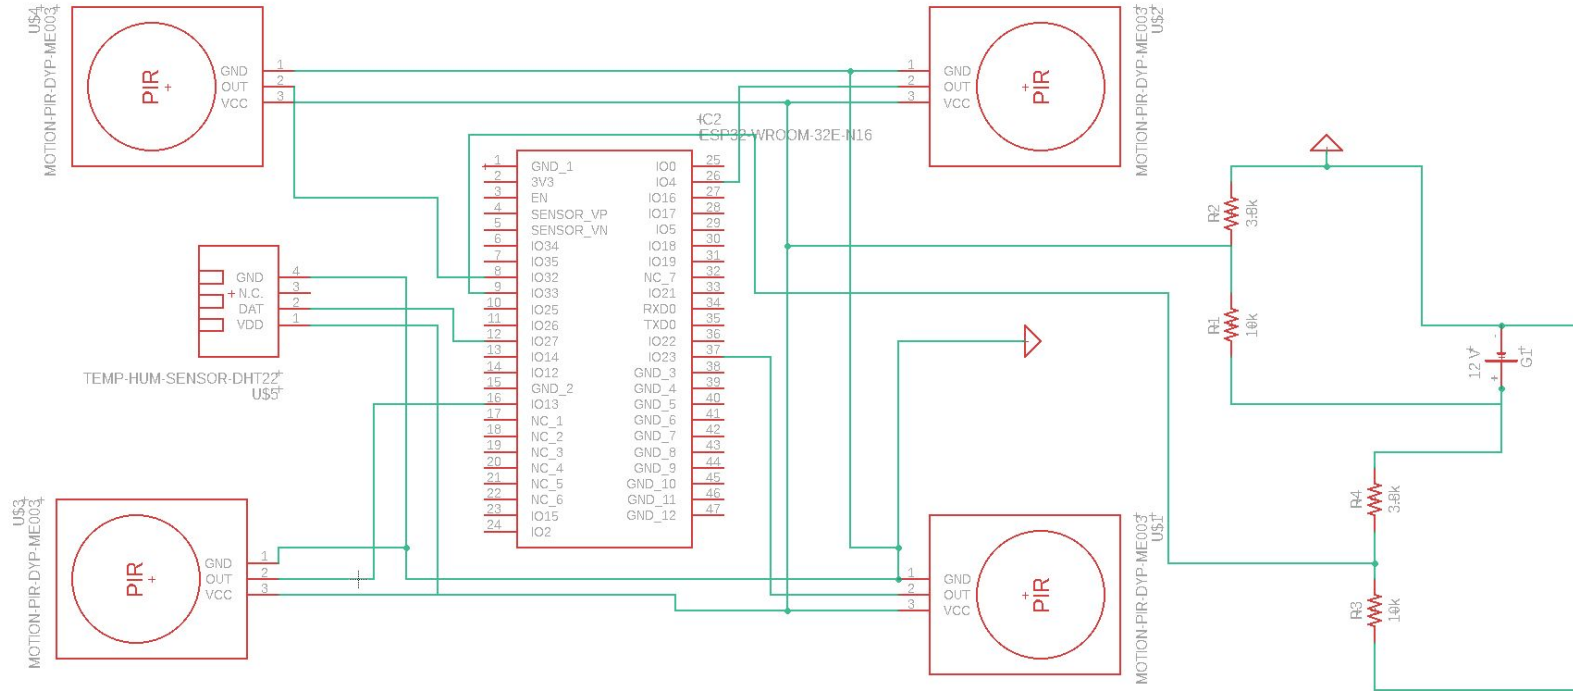 U$4
MOTION-PIR-DYP-ME003
PIR
GND 1
OUT 2
VCC 3
U$2
MOTION-PIR-DYP-ME003
PIR
1 GND
2 OUT
3 VCC
IC2
ESP32-WROOM-32E-N16
1 GND_1
2 3V3
3 EN
4 SENSOR_VP
5 SENSOR_VN
6 IO34
7 IO35
8 IO32
9 IO33
10 IO25
11 IO26
12 IO27
13 IO14
14 IO12
15 GND_2
16 IO13
17 NC_1
18 NC_2
19 NC_3
20 NC_4
21 NC_5
22 NC_6
23 IO15
24 IO2
IO0 25
IO4 26
IO16 27
IO17 28
IO5 29
IO18 30
IO19 31
NC_7 32
IO21 33
RXD0 34
TXD0 35
IO22 36
IO23 37
GND_3 38
GND_4 39
GND_5 40
GND_6 41
GND_7 42
GND_8 43
GND_9 44
GND_10 45
GND_11 46
GND_12 47
GND 4
N.C. 3
DAT 2
VDD 1
TEMP-HUM-SENSOR-DHT22
U$5
U$3
MOTION-PIR-DYP-ME003
PIR
GND 1
OUT 2
VCC 3
U$1
MOTION-PIR-DYP-ME003
PIR
1 GND
2 OUT
3 VCC
R2
3.8k
R1
10k
12 V
G1
- 
+
R4
3.8k
R3
10k